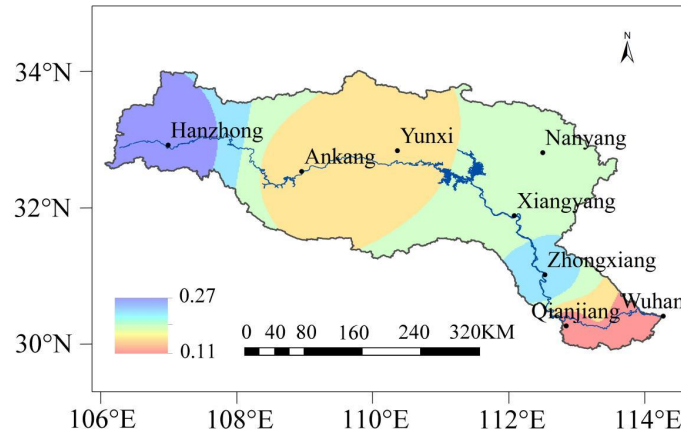 34°N
32°N
30°N
N
Hanzhong
Ankang
Yunxi
Nanyang
Xiangyang
Zhongxiang
Qianjiang
Wuhan
0.27
0.11
0 40 80 160 240 320KM
106°E 108°E 110°E 112°E 114°E